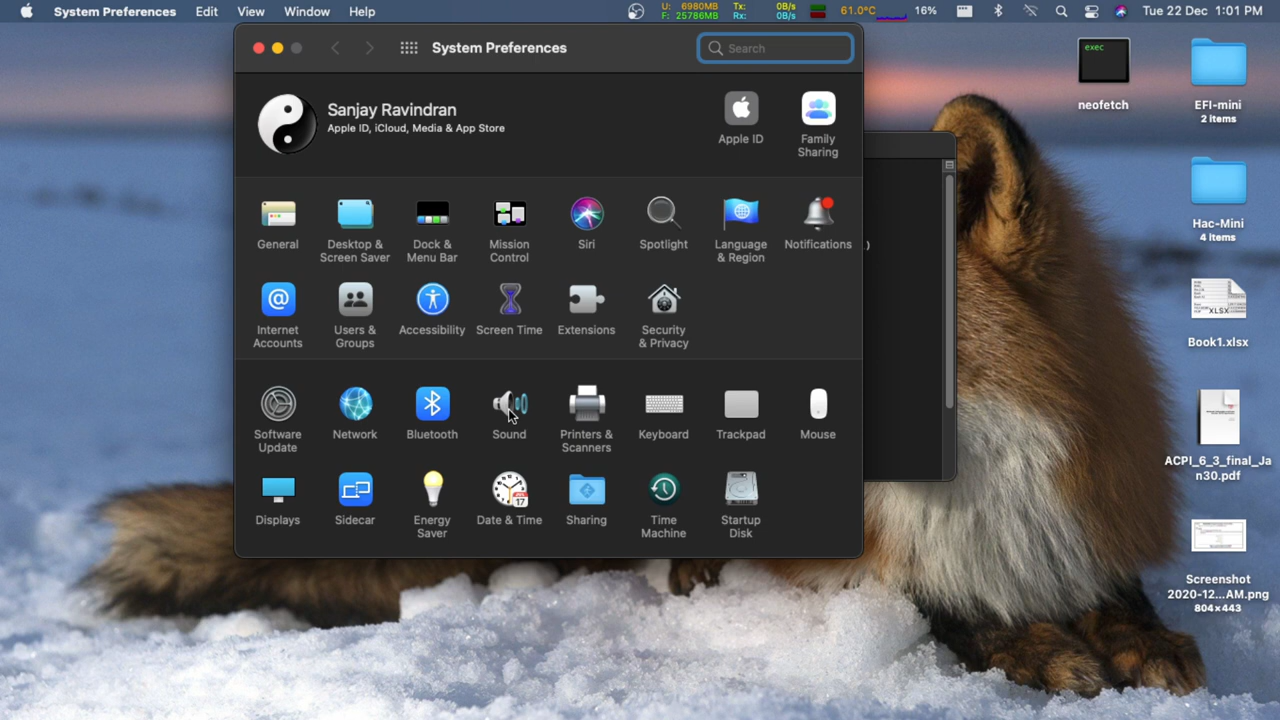 System Preferences Edit View Window Help
U: 6980MB Tx: 0B/s 61.0°C 16% Tue 22 Dec 1:01 PM
F: 25786MB Rx: 0B/s
System Preferences
Search
Sanjay Ravindran
Apple ID, iCloud, Media & App Store
Apple ID
Family
Sharing
General
Desktop &
Screen Saver
Dock &
Menu Bar
Mission
Control
Siri
Spotlight
Language
& Region
Notifications
Internet
Accounts
Users &
Groups
Accessibility
Screen Time
Extensions
Security
& Privacy
Software
Update
Network
Bluetooth
Sound
Printers &
Scanners
Keyboard
Trackpad
Mouse
Displays
Sidecar
Energy
Saver
17
Date & Time
Sharing
Time
Machine
Startup
Disk
)
exec
neofetch
EFI-mini
2 items
Hac-Mini
4 items
XLSX
Book1.xlsx
ACPI_6_3_final_Ja
n30.pdf
Screenshot
2020-12...AM.png
804×443